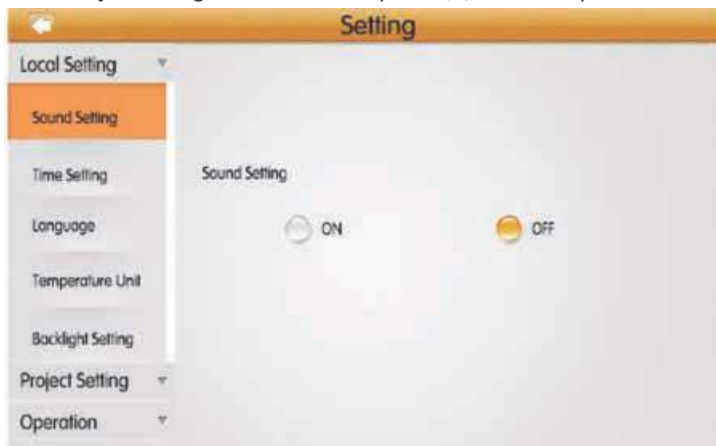 Setting
Local Setting
Sound Setting
Time Setting
Language
Temperature Unit
Backlight Setting
Project Setting
Operation
Sound Setting
ON OFF